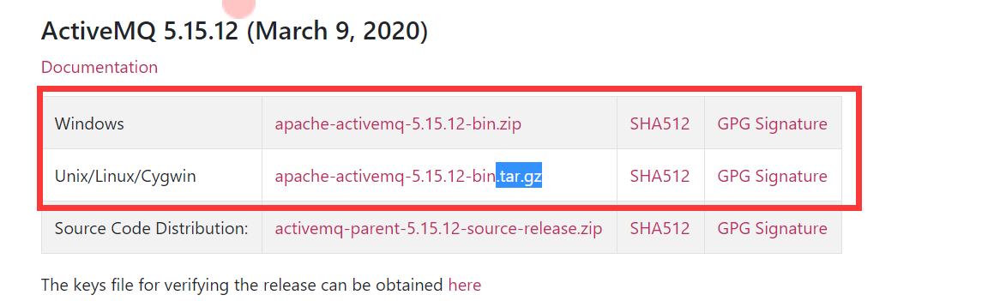 ActiveMQ 5.15.12 (March 9, 2020)
Documentation
Windows apache-activemq-5.15.12-bin.zip SHA512 GPG Signature
Unix/Linux/Cygwin apache-activemq-5.15.12-bin.tar.gz SHA512 GPG Signature
Source Code Distribution: activemq-parent-5.15.12-source-release.zip SHA512 GPG Signature
The keys file for verifying the release can be obtained here